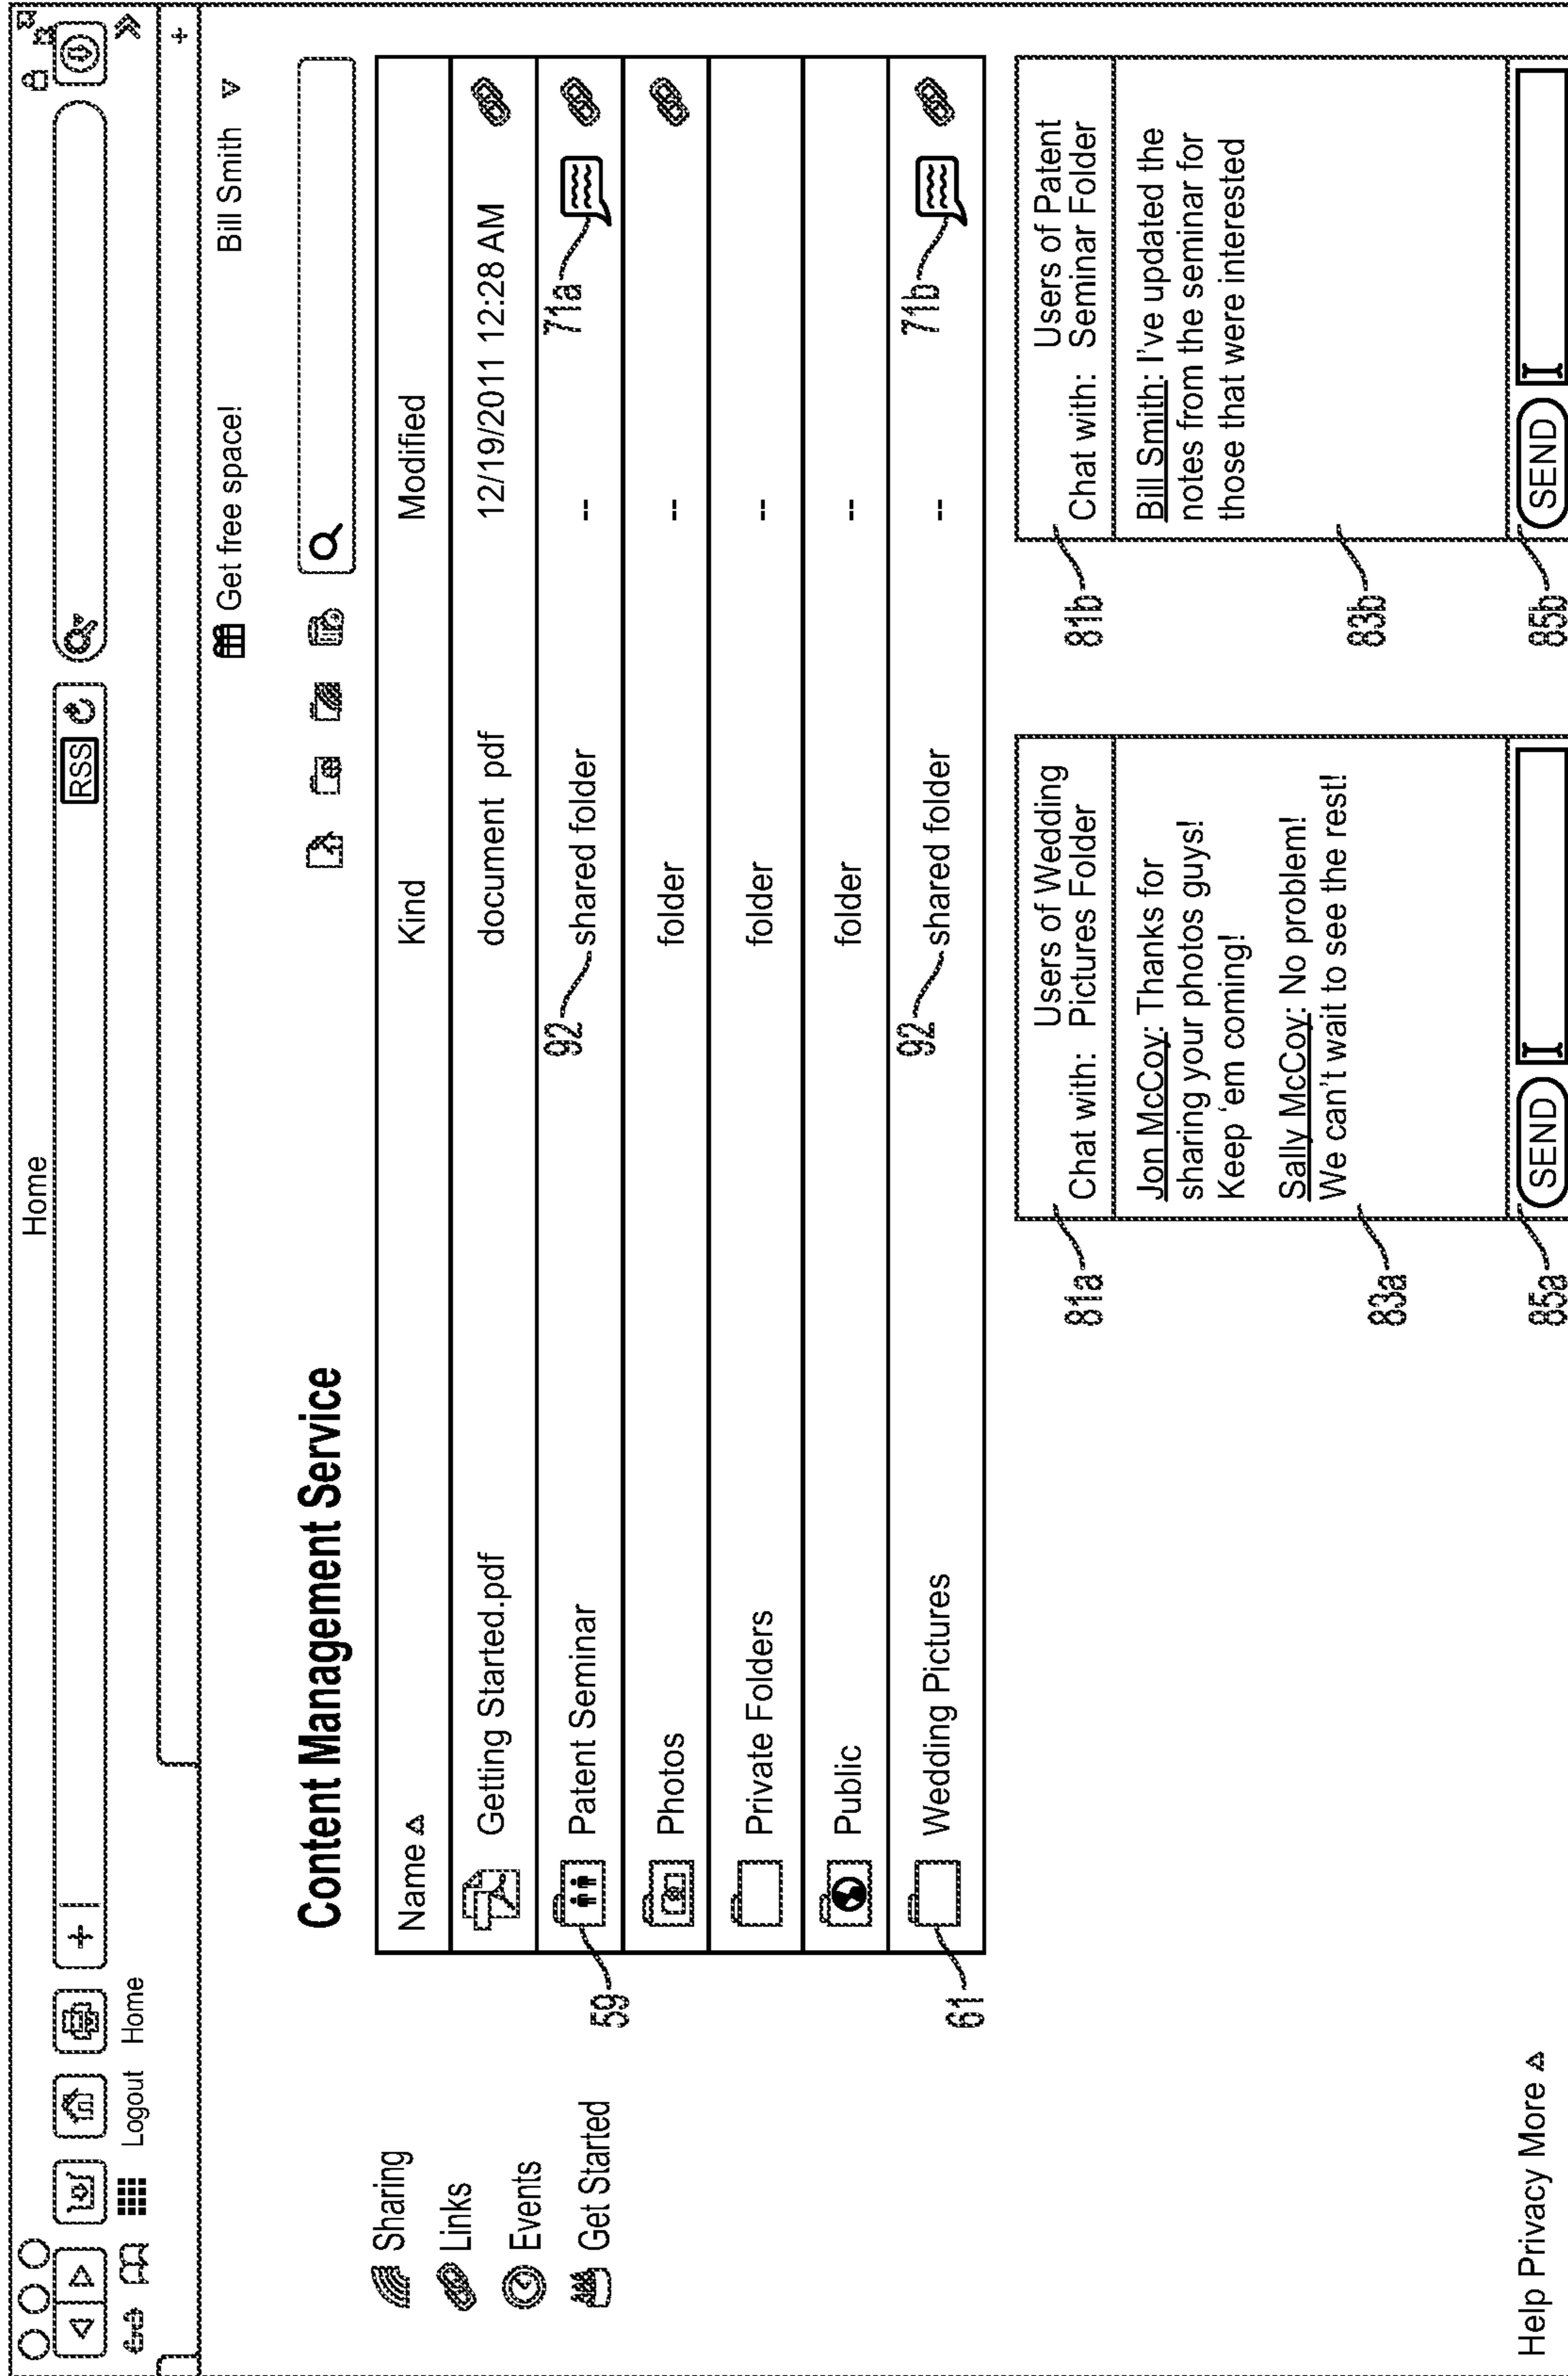 Home
RSS
Logout Home
Get free space! Bill Smith
Content Management Service
Sharing
Links
Events
Get Started
Name Kind Modified
Getting Started.pdf document pdf 12/19/2011 12:28 AM
59 Patent Seminar 92 shared folder -- 71a
Photos folder --
Private Folders folder --
Public folder --
61 Wedding Pictures 92 shared folder -- 71b
81a
Users of Wedding
Chat with: Pictures Folder
Jon McCoy: Thanks for
sharing your photos guys!
Keep 'em coming!
Sally McCoy: No problem!
We can't wait to see the rest!
83a
85a
SEND
81b
Users of Patent
Chat with: Seminar Folder
Bill Smith: I've updated the
notes from the seminar for
those that were interested
83b
85b
SEND
Help Privacy More